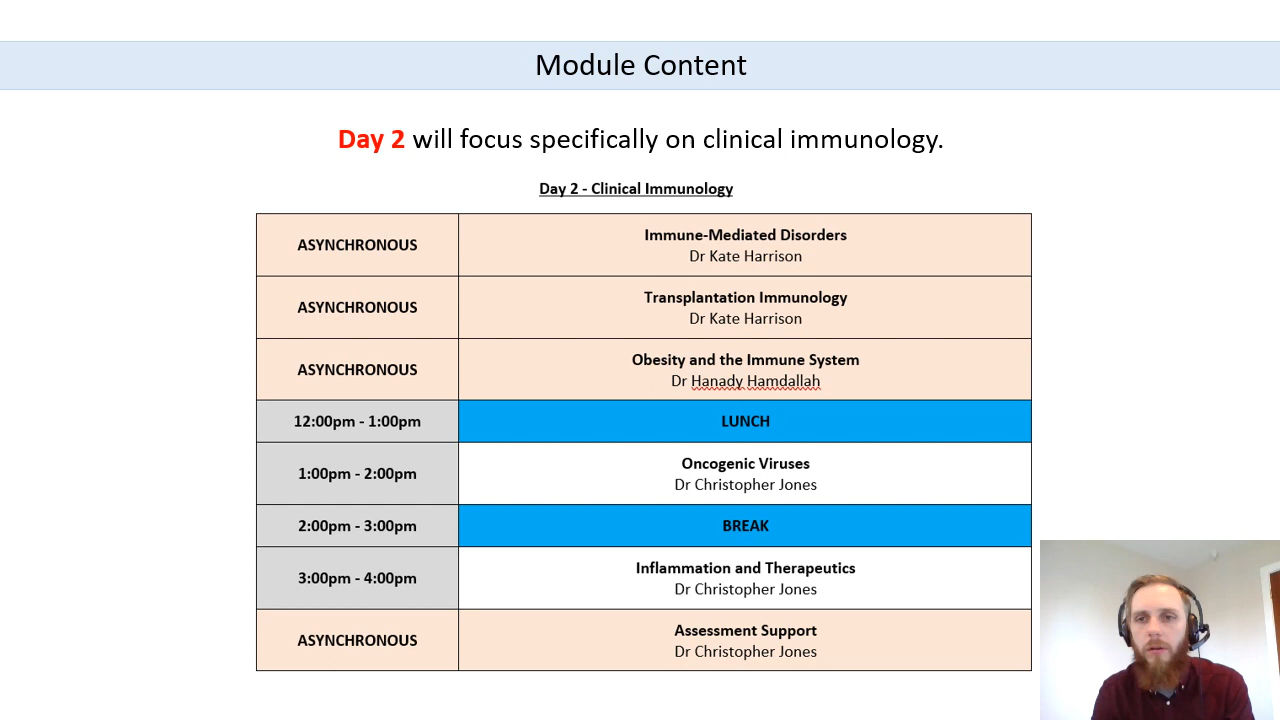 Module Content
Day 2 will focus specifically on clinical immunology.
Day 2 - Clinical Immunology
ASYNCHRONOUS
Immune-Mediated Disorders
Dr Kate Harrison
ASYNCHRONOUS
Transplantation Immunology
Dr Kate Harrison
ASYNCHRONOUS
Obesity and the Immune System
Dr Hanady Hamdallah
12:00pm - 1:00pm
LUNCH
1:00pm - 2:00pm
Oncogenic Viruses
Dr Christopher Jones
2:00pm - 3:00pm
BREAK
3:00pm - 4:00pm
Inflammation and Therapeutics
Dr Christopher Jones
ASYNCHRONOUS
Assessment Support
Dr Christopher Jones